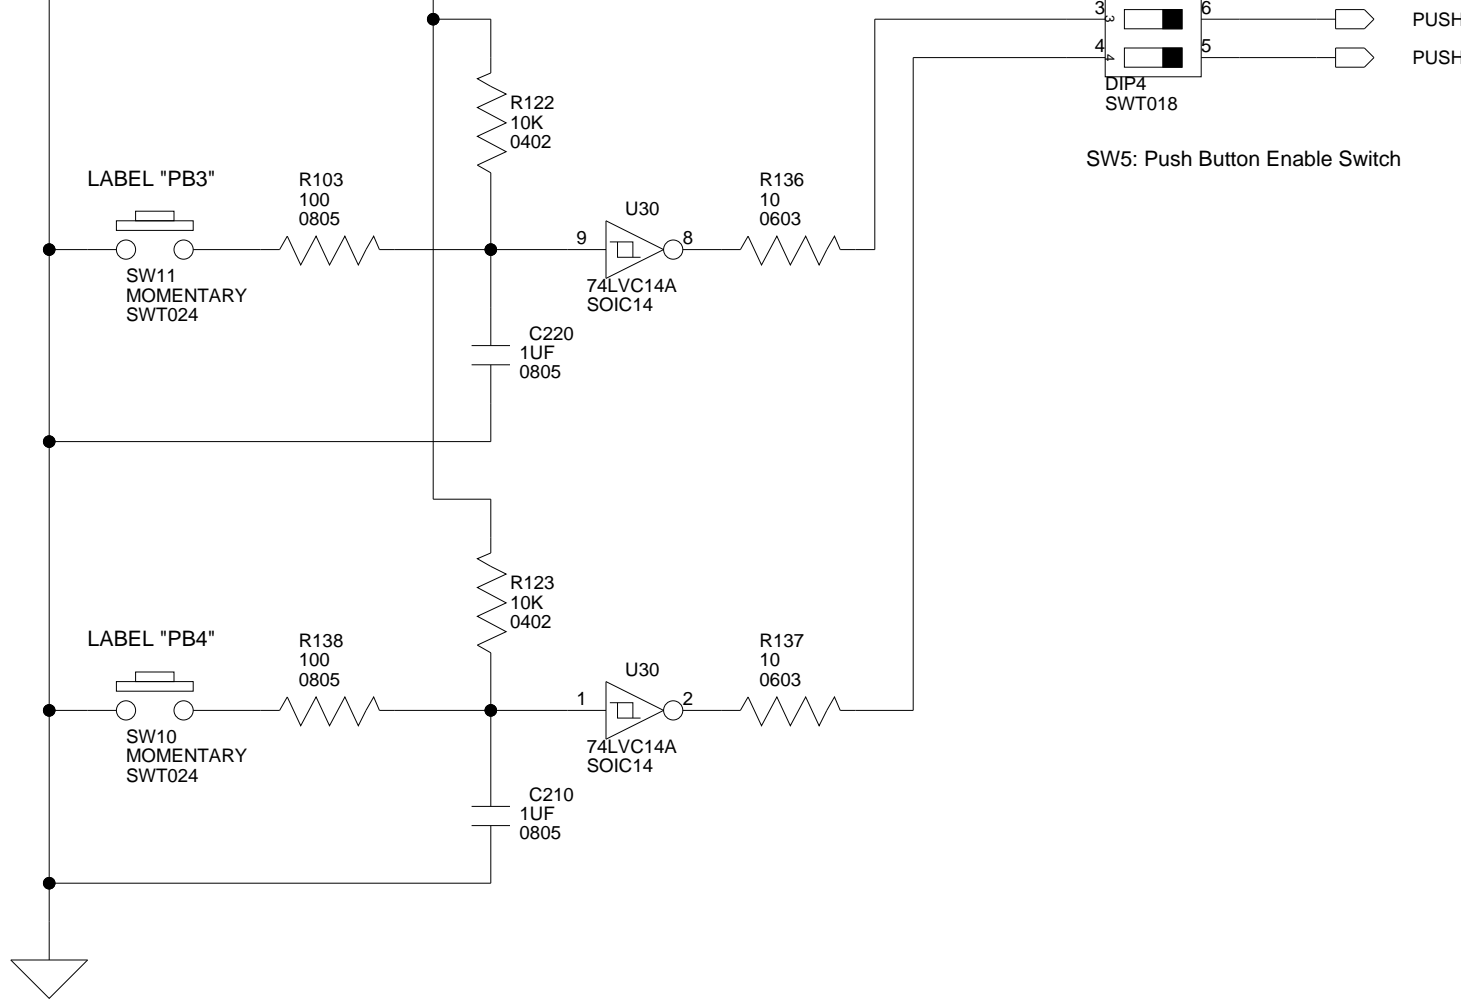 3
3
6
PUSH
4
4
5
PUSH
DIP4
SWT018
SW5: Push Button Enable Switch
R122
10K
0402
LABEL "PB3"
R103
100
0805
SW11
MOMENTARY
SWT024
9
U30
8
74LVC14A
SOIC14
R136
10
0603
C220
1UF
0805
R123
10K
0402
LABEL "PB4"
R138
100
0805
SW10
MOMENTARY
SWT024
1
U30
2
74LVC14A
SOIC14
R137
10
0603
C210
1UF
0805